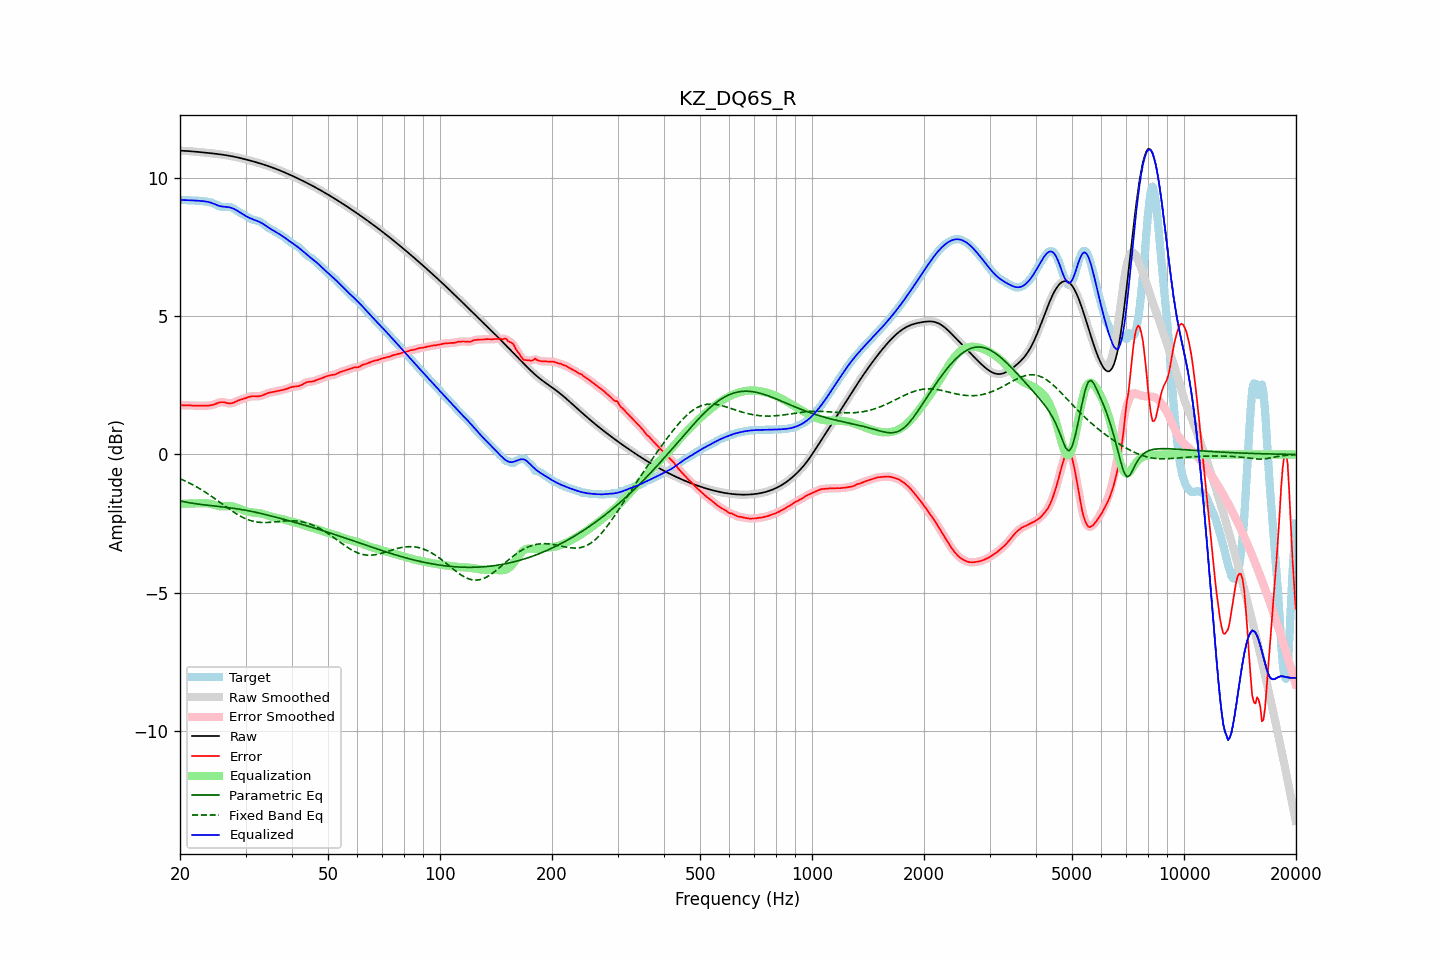 KZ_DQ6S_R
Amplitude (dBr)
10
5
0
−5
−10
Target
Raw Smoothed
Error Smoothed
Raw
Error
Equalization
Parametric Eq
Fixed Band Eq
Equalized
20 50 100 200 500 1000 2000 5000 10000 20000
Frequency (Hz)